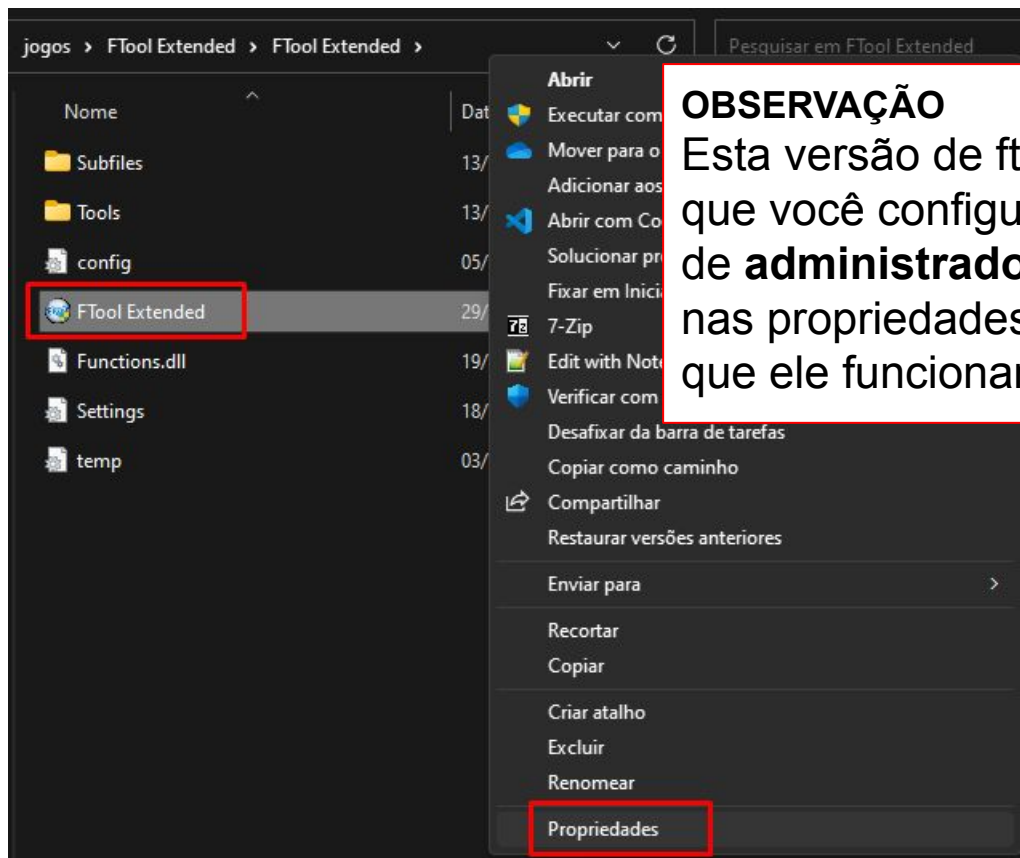 jogos > FTool Extended > FTool Extended >
Pesquisar em FTool Extended
Nome
Dat
Subfiles
13/
Tools
13/
config
05/
FTool Extended
29/
Functions.dll
19/
Settings
18/
temp
03/
Abrir
Executar com
Mover para o
Adicionar aos
Abrir com Co
Solucionar pr
Fixar em Inici
7-Zip
Edit with Note
Verificar com
Desafixar da barra de tarefas
Copiar como caminho
Compartilhar
Restaurar versões anteriores
Enviar para >
Recortar
Copiar
Criar atalho
Excluir
Renomear
Propriedades
OBSERVAÇÃO
Esta versão de ft
que você configu
de administrado
nas propriedades
que ele funcionar